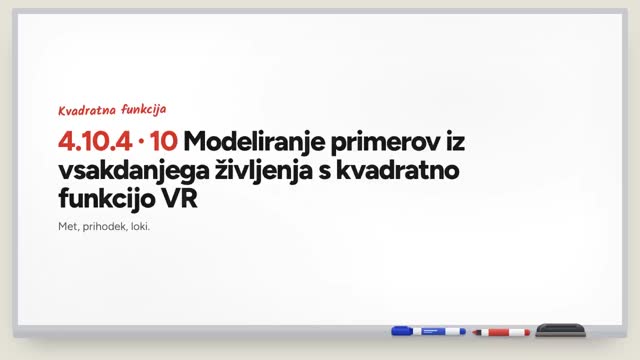 Kvadratna funkcija
4.10.4 · 10 Modeliranje primerov iz
vsakdanjega življenja s kvadratno
funkcijo VR
Met, prihodek, loki.